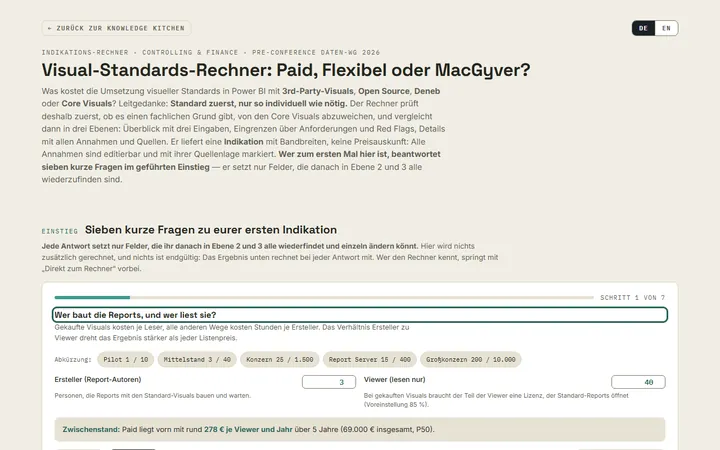 ← ZURÜCK ZUR KNOWLEDGE KITCHEN
DE EN
INDIKATIONS-RECHNER · CONTROLLING & FINANCE · PRE-CONFERENCE DATEN-WG 2026
Visual-Standards-Rechner: Paid, Flexibel oder MacGyver?
Was kostet die Umsetzung visueller Standards in Power BI mit 3rd-Party-Visuals, Open Source, Deneb
oder Core Visuals? Leitgedanke: Standard zuerst, nur so individuell wie nötig. Der Rechner prüft
deshalb zuerst, ob es einen fachlichen Grund gibt, von den Core Visuals abzuweichen, und vergleicht
dann in drei Ebenen: Überblick mit drei Eingaben, Eingrenzen über Anforderungen und Red Flags, Details
mit allen Annahmen und Quellen. Er liefert eine Indikation mit Bandbreiten, keine Preisauskunft: Alle
Annahmen sind editierbar und mit ihrer Quellenlage markiert. Wer zum ersten Mal hier ist, beantwortet
sieben kurze Fragen im geführten Einstieg — er setzt nur Felder, die danach in Ebene 2 und 3 alle
wiederzufinden sind.
EINSTIEG Sieben kurze Fragen zu eurer ersten Indikation
Jede Antwort setzt nur Felder, die ihr danach in Ebene 2 und 3 alle wiederfindet und einzeln ändern könnt. Hier wird nichts
zusätzlich gerechnet, und nichts ist endgültig: Das Ergebnis unten rechnet bei jeder Antwort mit. Wer den Rechner kennt, springt mit
„Direkt zum Rechner" vorbei.
SCHRITT 1 VON 7
Wer baut die Reports, und wer liest sie?
Gekaufte Visuals kosten je Leser, alle anderen Wege kosten Stunden je Ersteller. Das Verhältnis Ersteller zu
Viewer dreht das Ergebnis stärker als jeder Listenpreis.
Abkürzung: Pilot 1 / 10 Mittelstand 3 / 40 Konzern 25 / 1.500 Report Server 15 / 400 Großkonzern 200 / 10.000
Ersteller (Report-Autoren) 3 Viewer (lesen nur) 40
Personen, die Reports mit den Standard-Visuals bauen und warten. Bei gekauften Visuals braucht der Teil der Viewer eine Lizenz, der Standard-Reports öffnet
(Voreinstellung 85 %).
Zwischenstand: Paid liegt vorn mit rund 278 € je Viewer und Jahr über 5 Jahre (69.000 € insgesamt, P50).